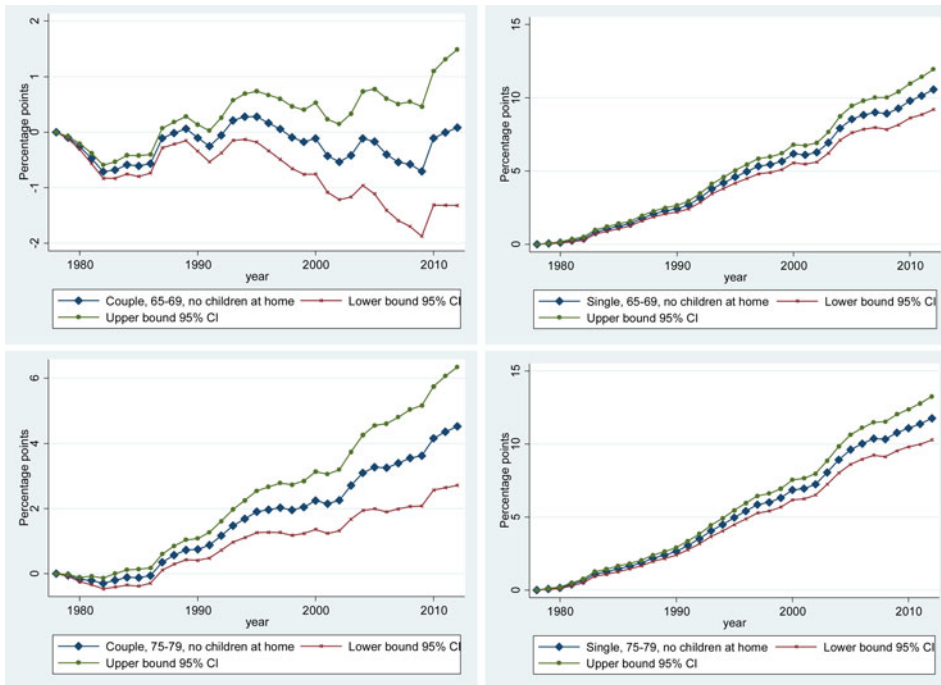 Percentage points
2
1
0
-1
-2
1980 1990 2000 2010
year
Couple, 65-69, no children at home Lower bound 95% CI
Upper bound 95% CI
Percentage points
15
10
5
0
1980 1990 2000 2010
year
Single, 65-69, no children at home Lower bound 95% CI
Upper bound 95% CI
Percentage points
6
4
2
0
1980 1990 2000 2010
year
Couple, 75-79, no children at home Lower bound 95% CI
Upper bound 95% CI
Percentage points
15
10
5
0
1980 1990 2000 2010
year
Single, 75-79, no children at home Lower bound 95% CI
Upper bound 95% CI